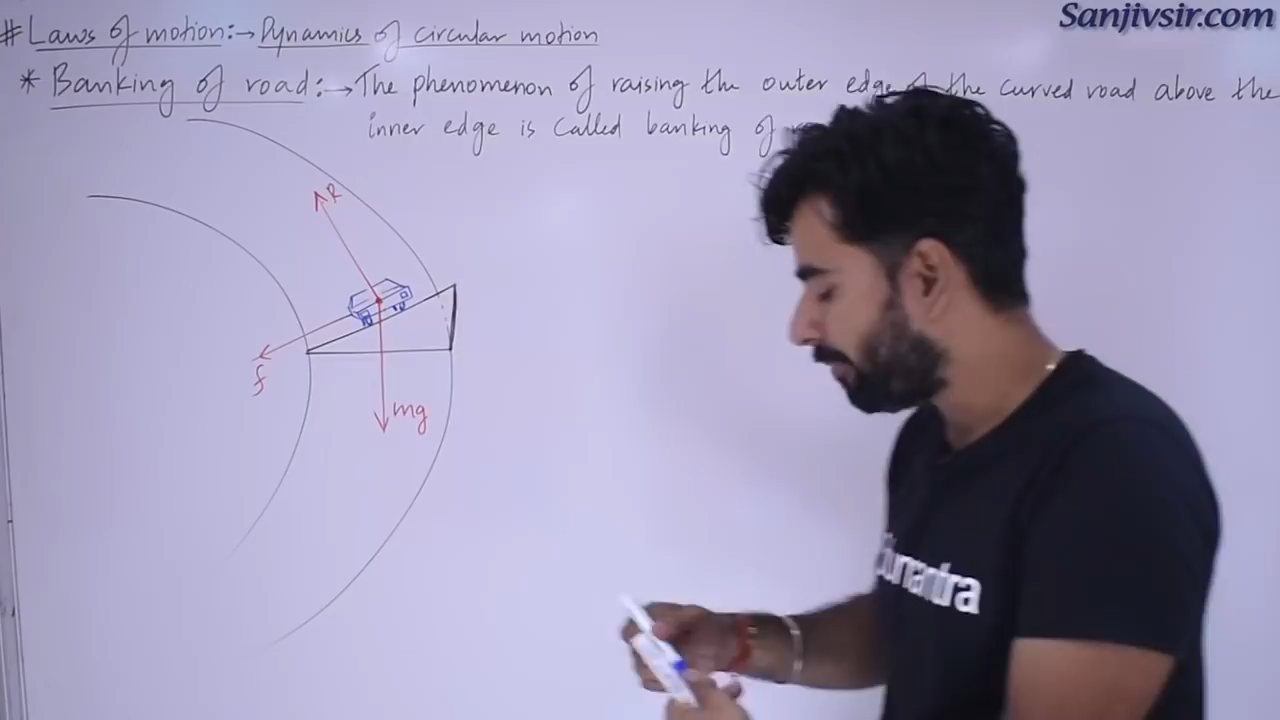 Sanjivsir.com
# Laws of motion:→ Dynamics of circular motion
* Banking of road:→ The phenomenon of raising the outer edge of the curved road above the
inner edge is called banking of
R
f
mg